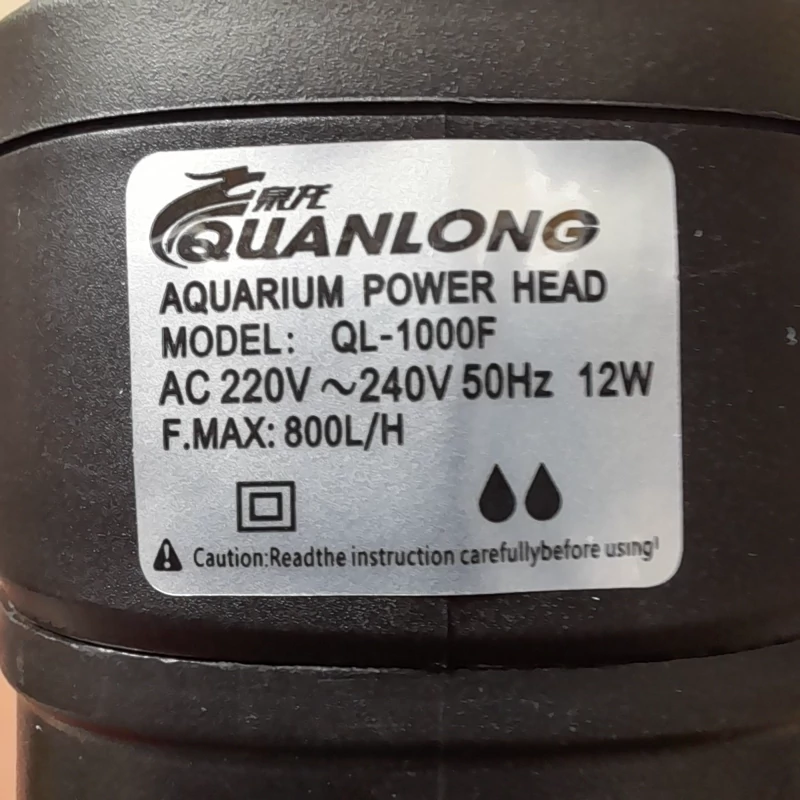 泉龙
QUANLONG
AQUARIUM POWER HEAD
MODEL: QL-1000F
AC 220V ~240V 50Hz 12W
F.MAX: 800L/H
Caution:Readthe instruction carefullybefore using!